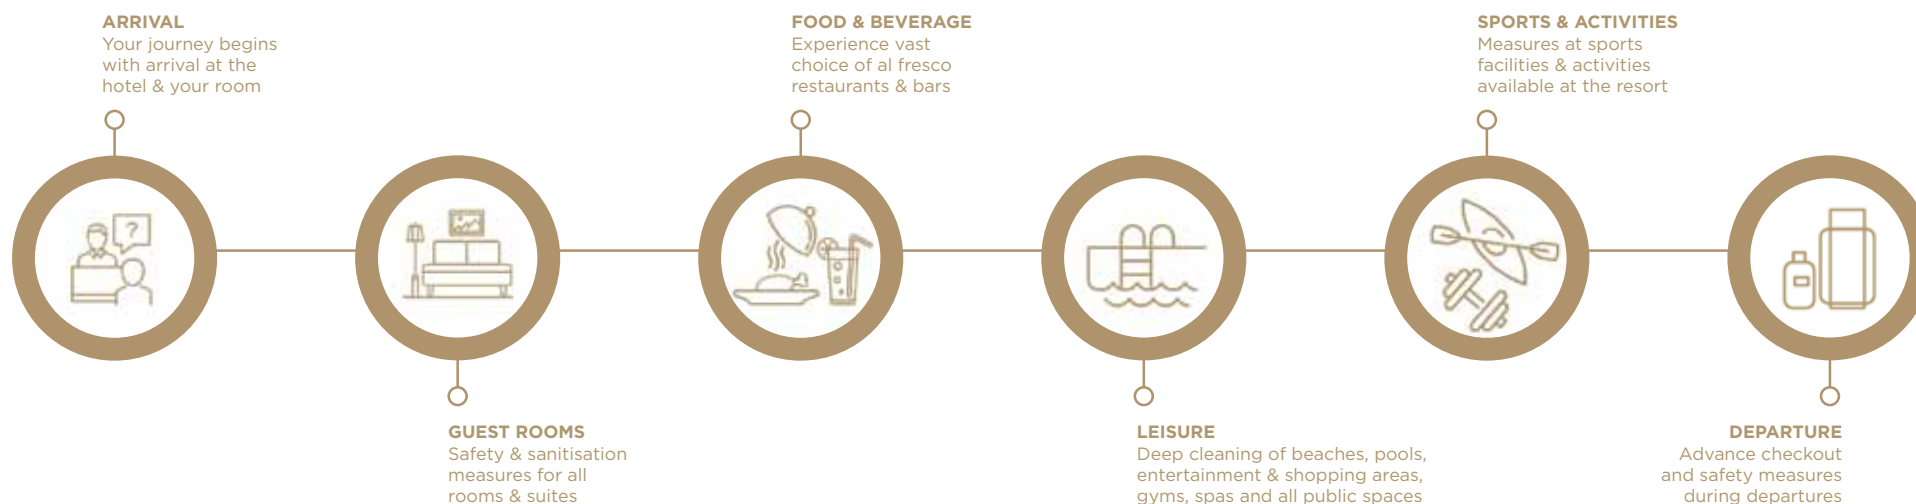 ARRIVAL
Your journey begins
with arrival at the
hotel & your room
FOOD & BEVERAGE
Experience vast
choice of al fresco
restaurants & bars
SPORTS & ACTIVITIES
Measures at sports
facilities & activities
available at the resort
?
GUEST ROOMS
Safety & sanitisation
measures for all
rooms & suites
LEISURE
Deep cleaning of beaches, pools,
entertainment & shopping areas,
gyms, spas and all public spaces
DEPARTURE
Advance checkout
and safety measures
during departures